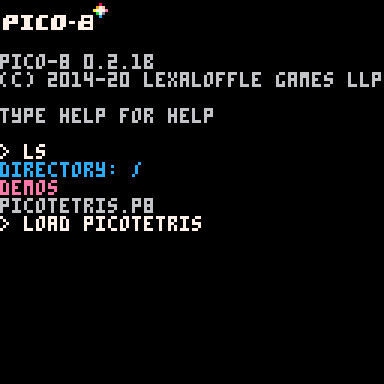 PICO-8
PICO-8 0.2.1B
(C) 2014-20 LEXALOFFLE GAMES LLP
TYPE HELP FOR HELP
> LS
DIRECTORY: /
DEMOS
PICOTETRIS.P8
> LOAD PICOTETRIS